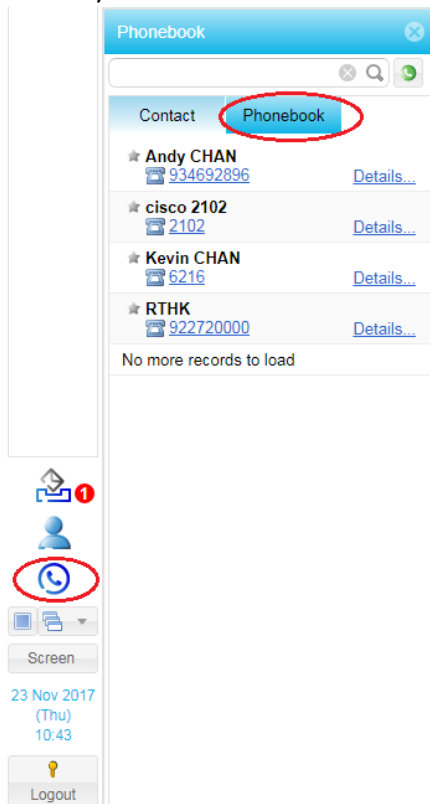 Phonebook
Contact Phonebook
Andy CHAN
934692896 Details...
cisco 2102
2102 Details...
Kevin CHAN
6216 Details...
RTHK
922720000 Details...
No more records to load
1
Screen
23 Nov 2017
(Thu)
10:43
Logout